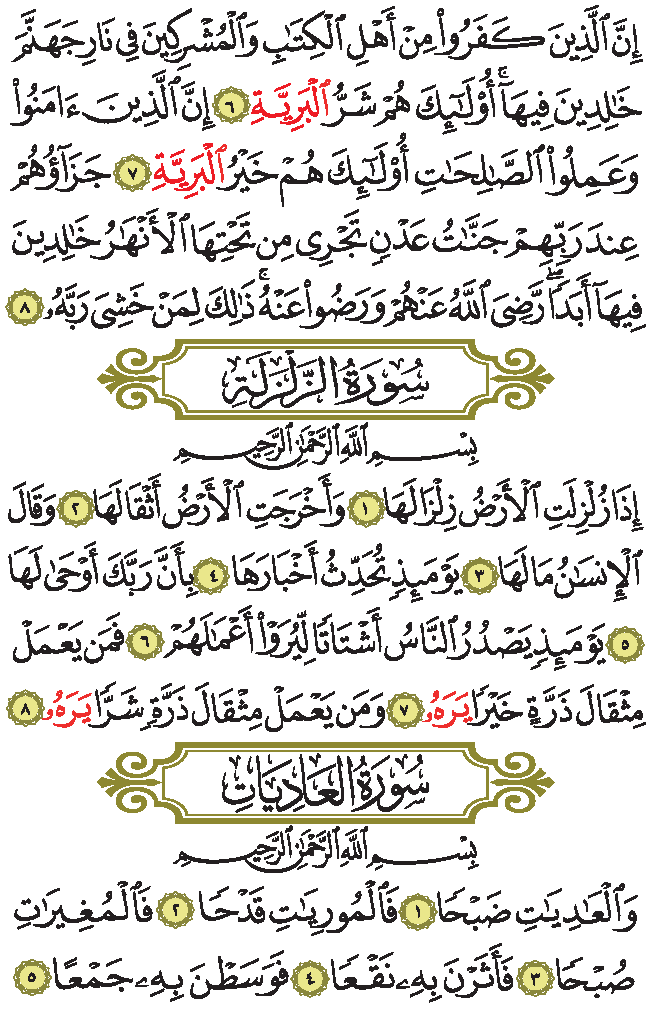 إِنَّ ٱلَّذِينَ كَفَرُوا۟ مِنْ أَهْلِ ٱلْكِتَٰبِ وَٱلْمُشْرِكِينَ فِى نَارِ جَهَنَّمَ
خَٰلِدِينَ فِيهَآ ۚ أُو۟لَٰٓئِكَ هُمْ شَرُّ ٱلْبَرِيَّةِ ٦ إِنَّ ٱلَّذِينَ ءَامَنُوا۟
وَعَمِلُوا۟ ٱلصَّٰلِحَٰتِ أُو۟لَٰٓئِكَ هُمْ خَيْرُ ٱلْبَرِيَّةِ ٧ جَزَآؤُهُمْ
عِندَ رَبِّهِمْ جَنَّٰتُ عَدْنٍ تَجْرِى مِن تَحْتِهَا ٱلْأَنْهَٰرُ خَٰلِدِينَ
فِيهَآ أَبَدًا ۖ رَّضِىَ ٱللَّهُ عَنْهُمْ وَرَضُوا۟ عَنْهُ ۚ ذَٰلِكَ لِمَنْ خَشِىَ رَبَّهُۥ ٨
سُورَةُ الزَّلْزَلَةِ
بِسْمِ ٱللَّهِ ٱلرَّحْمَٰنِ ٱلرَّحِيمِ
إِذَا زُلْزِلَتِ ٱلْأَرْضُ زِلْزَالَهَا ١ وَأَخْرَجَتِ ٱلْأَرْضُ أَثْقَالَهَا ٢ وَقَالَ
ٱلْإِنسَٰنُ مَا لَهَا ٣ يَوْمَئِذٍ تُحَدِّثُ أَخْبَارَهَا ٤ بِأَنَّ رَبَّكَ أَوْحَىٰ لَهَا
٥ يَوْمَئِذٍ يَصْدُرُ ٱلنَّاسُ أَشْتَاتًا لِّيُرَوْا۟ أَعْمَٰلَهُمْ ٦ فَمَن يَعْمَلْ
مِثْقَالَ ذَرَّةٍ خَيْرًا يَرَهُۥ ٧ وَمَن يَعْمَلْ مِثْقَالَ ذَرَّةٍ شَرًّا يَرَهُۥ ٨
سُورَةُ العَادِيَاتِ
بِسْمِ ٱللَّهِ ٱلرَّحْمَٰنِ ٱلرَّحِيمِ
وَٱلْعَٰدِيَٰتِ ضَبْحًا ١ فَٱلْمُورِيَٰتِ قَدْحًا ٢ فَٱلْمُغِيرَٰتِ
صُبْحًا ٣ فَأَثَرْنَ بِهِۦ نَقْعًا ٤ فَوَسَطْنَ بِهِۦ جَمْعًا ٥